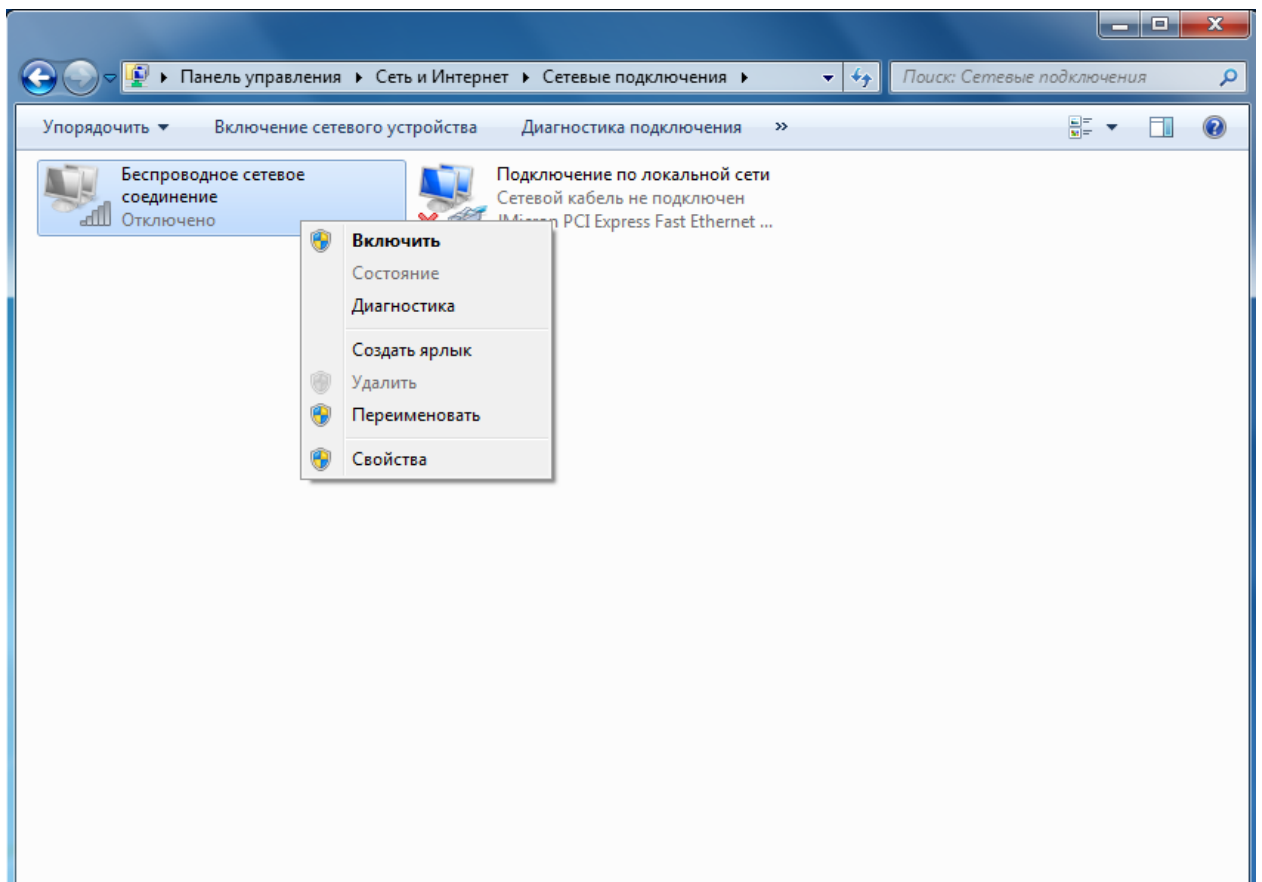 Панель управления ▸ Сеть и Интернет ▸ Сетевые подключения ▸
Поиск: Сетевые подключения
Упорядочить ▾ Включение сетевого устройства Диагностика подключения »
Беспроводное сетевое
соединение
Отключено
Подключение по локальной сети
Сетевой кабель не подключен
PCI Express Fast Ethernet ...
Включить
Состояние
Диагностика
Создать ярлык
Удалить
Переименовать
Свойства